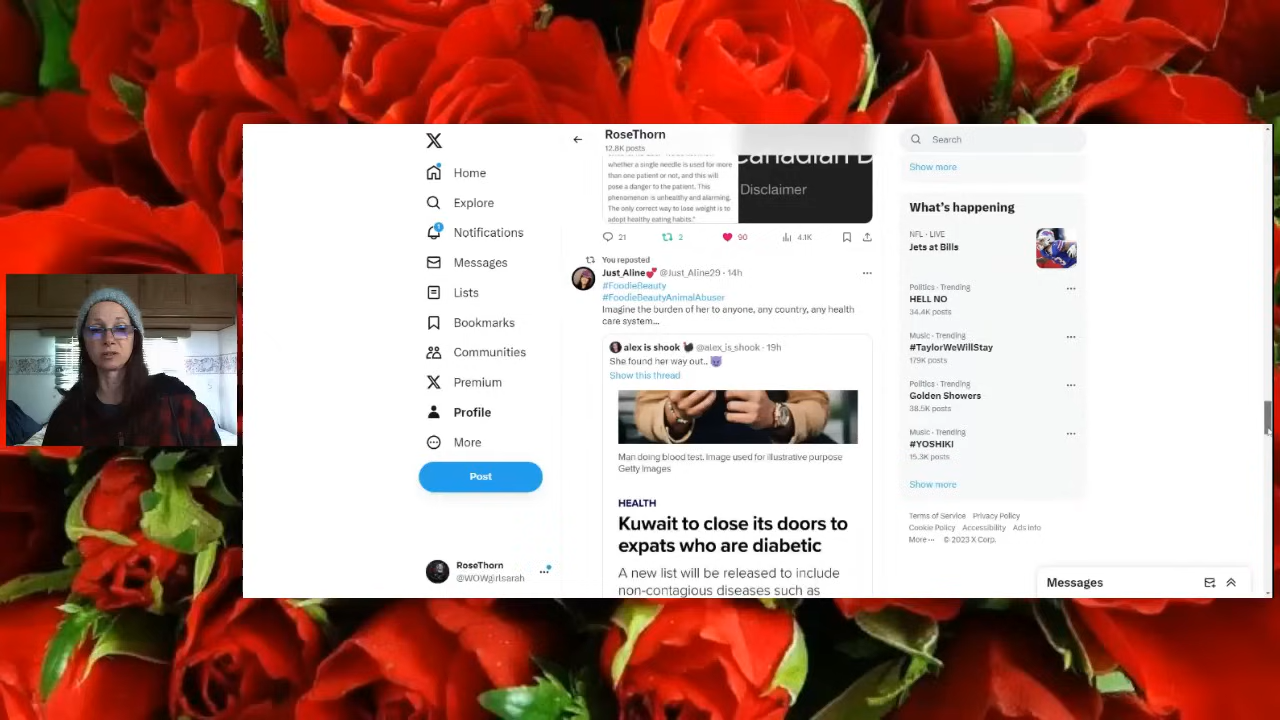 Home
Explore
1
Notifications
Messages
Lists
Bookmarks
Communities
Premium
Profile
More
Post
RoseThorn
@WOWgirlsarah
RoseThorn
12.8K posts
whether a single needle is used for more
than one patient or not, and this will
pose a danger to the patient. This
phenomenon is unhealthy and alarming.
The only correct way to lose weight is to
adopt healthy eating habits."
Canadian D
Disclaimer
21 2 90 4.1K
You reposted
Just_Aline💕 @Just_Aline29 · 14h
#FoodieBeauty
#FoodieBeautyAnimalAbuser
Imagine the burden of her to anyone, any country, any health
care system...
alex is shook @alex_is_shook · 19h
She found her way out.. 😈
Show this thread
Man doing blood test. Image used for illustrative purpose
Getty Images
HEALTH
Kuwait to close its doors to
expats who are diabetic
A new list will be released to include
non-contagious diseases such as
Search
Show more
What's happening
NFL · LIVE
Jets at Bills
Politics · Trending
HELL NO
34.4K posts
Music · Trending
#TaylorWeWillStay
179K posts
Politics · Trending
Golden Showers
38.5K posts
Music · Trending
#YOSHIKI
15.3K posts
Show more
Terms of Service Privacy Policy
Cookie Policy Accessibility Ads info
More ··· © 2023 X Corp.
Messages